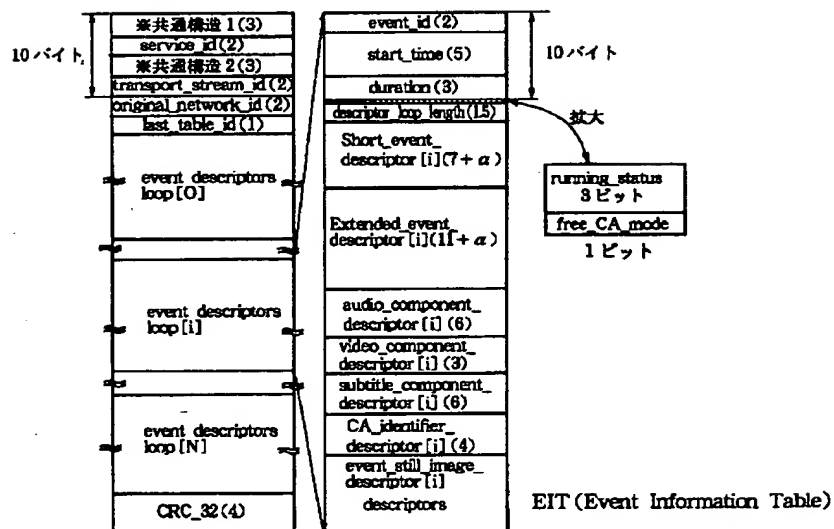 ※共通構造1(3)
service_id(2)
※共通構造2(3)
transport_stream_id(2)
original_network_id(2)
last_table_id(1)
10バイト
event descriptors
loop[0]
event descriptors
loop[i]
event descriptors
loop[N]
CRC_32(4)
event_id(2)
start_time(5)
duration(3)
descriptor_loop_length(1.5)
Short_event_
descriptor[i](7+α)
Extended_event_
descriptor[i](11+α)
audio_component_
descriptor[i](6)
video_component_
descriptor[i](3)
subtitle_component_
descriptor[i](6)
CA_identifier_
descriptor[i](4)
event_still_image_
descriptor[i]
descriptors
10バイト
拡大
running_status
3ビット
free_CA_mode
1ビット
EIT(Event Information Table)